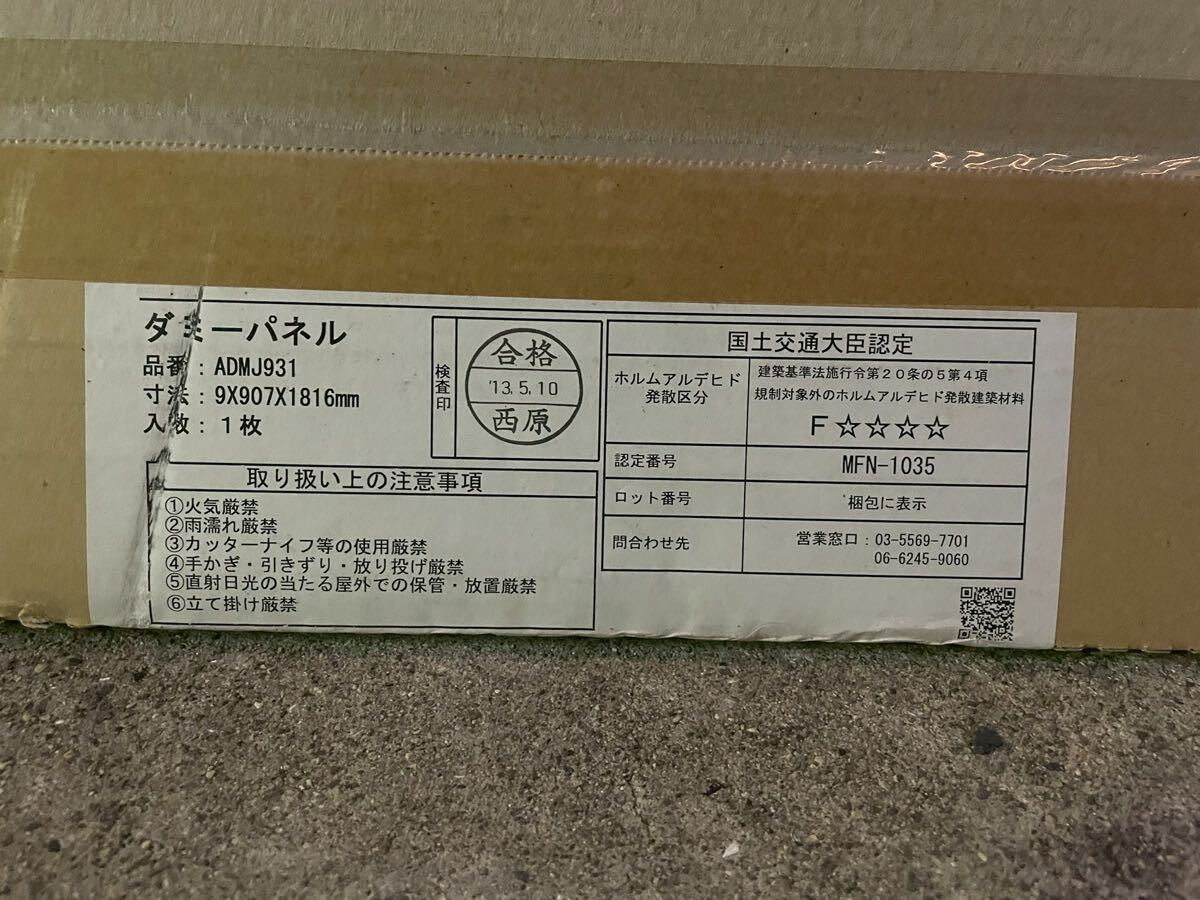 ダミーパネル
品番：ADMJ931
寸法：9X907X1816mm
入数：1枚
検査印
合格
'13.5.10
西原
取り扱い上の注意事項
①火気厳禁
②雨濡れ厳禁
③カッターナイフ等の使用厳禁
④手かぎ・引きずり・放り投げ厳禁
⑤直射日光の当たる屋外での保管・放置厳禁
⑥立て掛け厳禁
国土交通大臣認定
ホルムアルデヒド
発散区分
建築基準法施行令第20条の5第4項
規制対象外のホルムアルデヒド発散建築材料
F☆☆☆☆
認定番号
MFN-1035
ロット番号
梱包に表示
問合わせ先
営業窓口：03-5569-7701
06-6245-9060